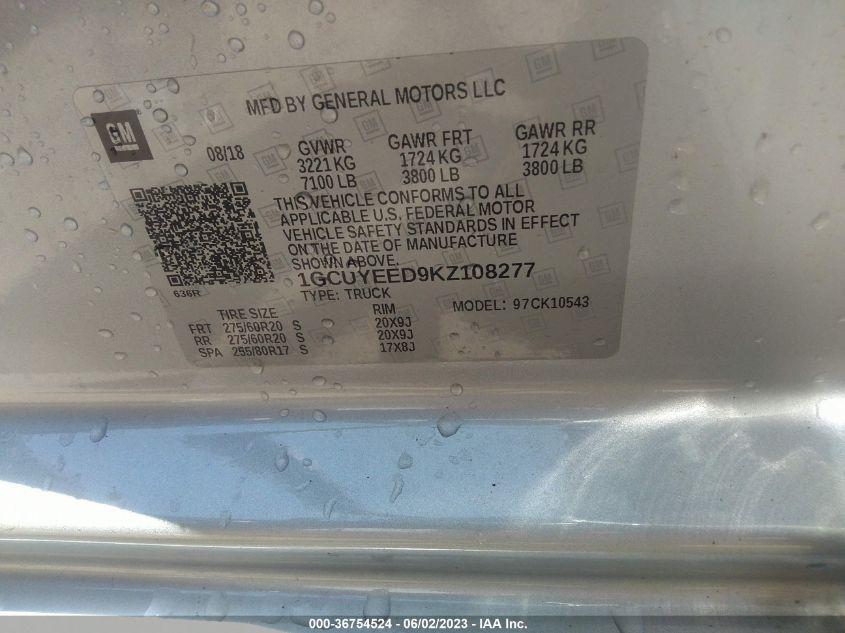 MFD BY GENERAL MOTORS LLC
GM
08/18
GVWR GAWR FRT GAWR RR
3221 KG 1724 KG 1724 KG
7100 LB 3800 LB 3800 LB
THIS VEHICLE CONFORMS TO ALL
APPLICABLE U.S. FEDERAL MOTOR
VEHICLE SAFETY STANDARDS IN EFFECT
ON THE DATE OF MANUFACTURE
SHOWN ABOVE.
636R
1GCUYEED9KZ108277
TYPE: TRUCK MODEL: 97CK10543
TIRE SIZE RIM
FRT 275/60R20 S 20X9J
RR 275/60R20 S 20X9J
SPA 255/80R17 S 17X8J
000-36754524 - 06/02/2023 - IAA Inc.